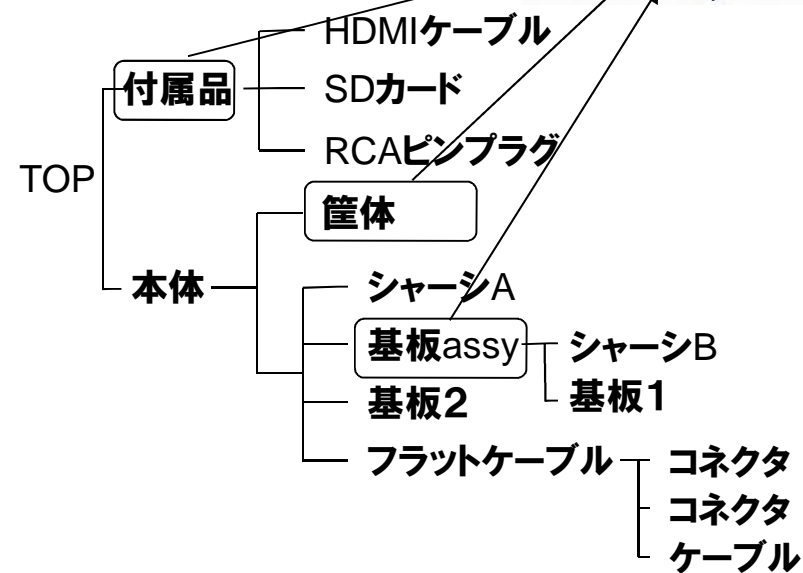 HDMIケーブル
付属品
SDカード
RCAピンプラグ
TOP
筐体
本体
シャーシA
基板assy
シャーシB
基板1
基板2
フラットケーブル
コネクタ
コネクタ
ケーブル